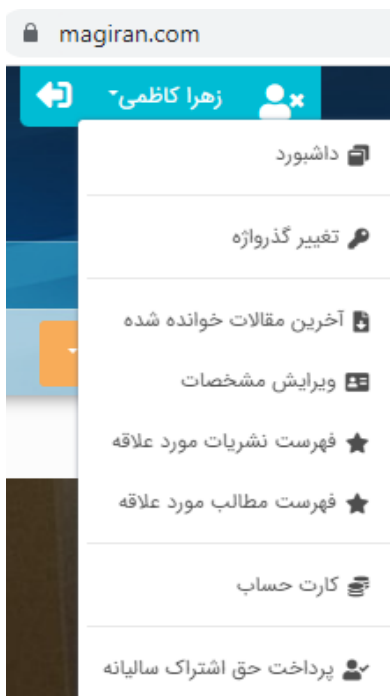 magiran.com
زهرا کاظمی
داشبورد
تغییر گذرواژه
آخرین مقالات خوانده شده
ویرایش مشخصات
فهرست نشریات مورد علاقه
فهرست مطالب مورد علاقه
کارت حساب
پرداخت حق اشتراک سالیانه